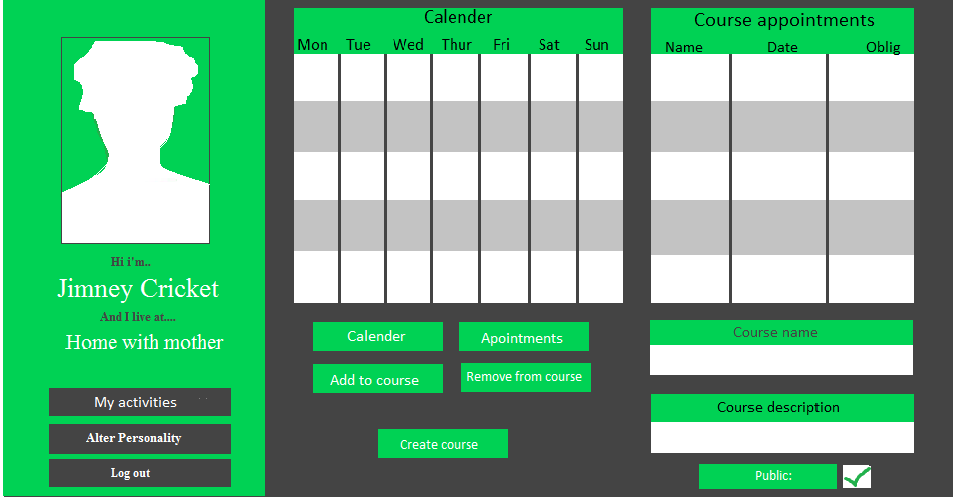 Hi i'm..
Jimney Cricket
And I live at....
Home with mother
My activities
Alter Personality
Log out
Calender
Mon Tue Wed Thur Fri Sat Sun
Calender
Apointments
Add to course
Remove from course
Create course
Course appointments
Name Date Oblig
Course name
Course description
Public: